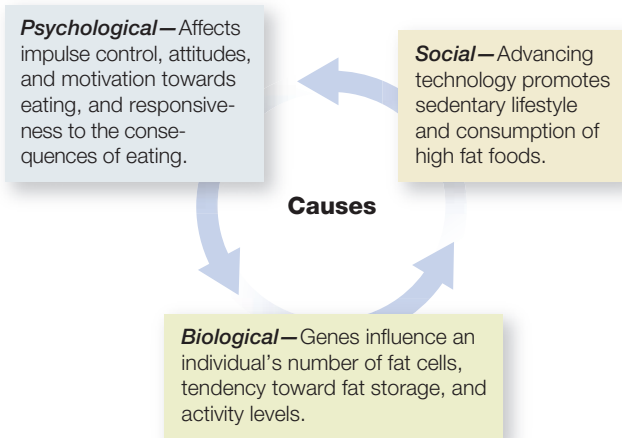 Psychological—Affects
impulse control, attitudes,
and motivation towards
eating, and responsive-
ness to the conse-
quences of eating.
Social—Advancing
technology promotes
sedentary lifestyle
and consumption of
high fat foods.
Causes
Biological—Genes influence an
individual's number of fat cells,
tendency toward fat storage, and
activity levels.